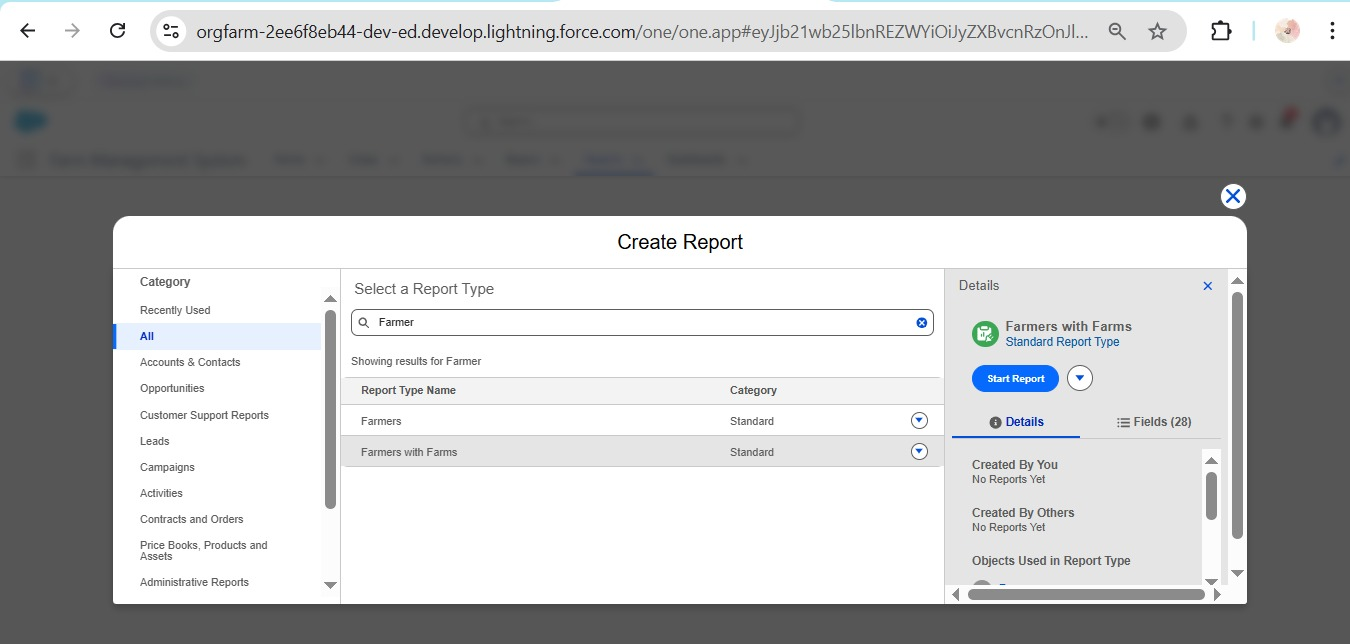 orgfarm-2ee6f8eb44-dev-ed.develop.lightning.force.com/one/one.app#eyJjb21wb25lbnREZWYiOiJyZXBvcnRzOnJl...
Create Report
Category
Recently Used
All
Accounts & Contacts
Opportunities
Customer Support Reports
Leads
Campaigns
Activities
Contracts and Orders
Price Books, Products and
Assets
Administrative Reports
Select a Report Type
Farmer
Showing results for Farmer
Report Type Name Category
Farmers Standard
Farmers with Farms Standard
Details
Farmers with Farms
Standard Report Type
Start Report
Details Fields (28)
Created By You
No Reports Yet
Created By Others
No Reports Yet
Objects Used in Report Type